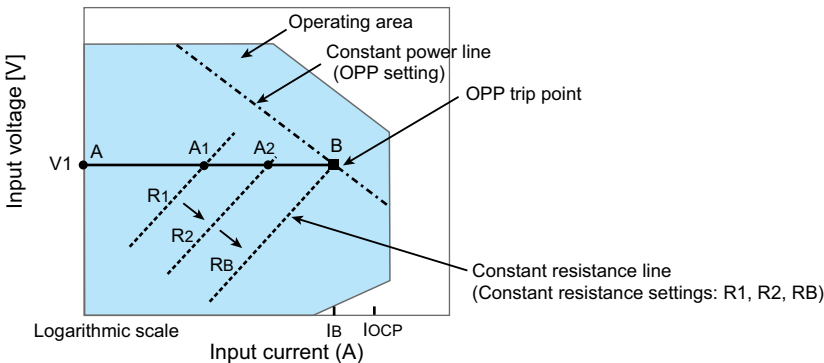 Operating area
Constant power line
(OPP setting)
OPP trip point
Input voltage [V]
V1
A
A1
A2
B
R1
R2
RB
Constant resistance line
(Constant resistance settings: R1, R2, RB)
Logarithmic scale
IB
IOCP
Input current (A)